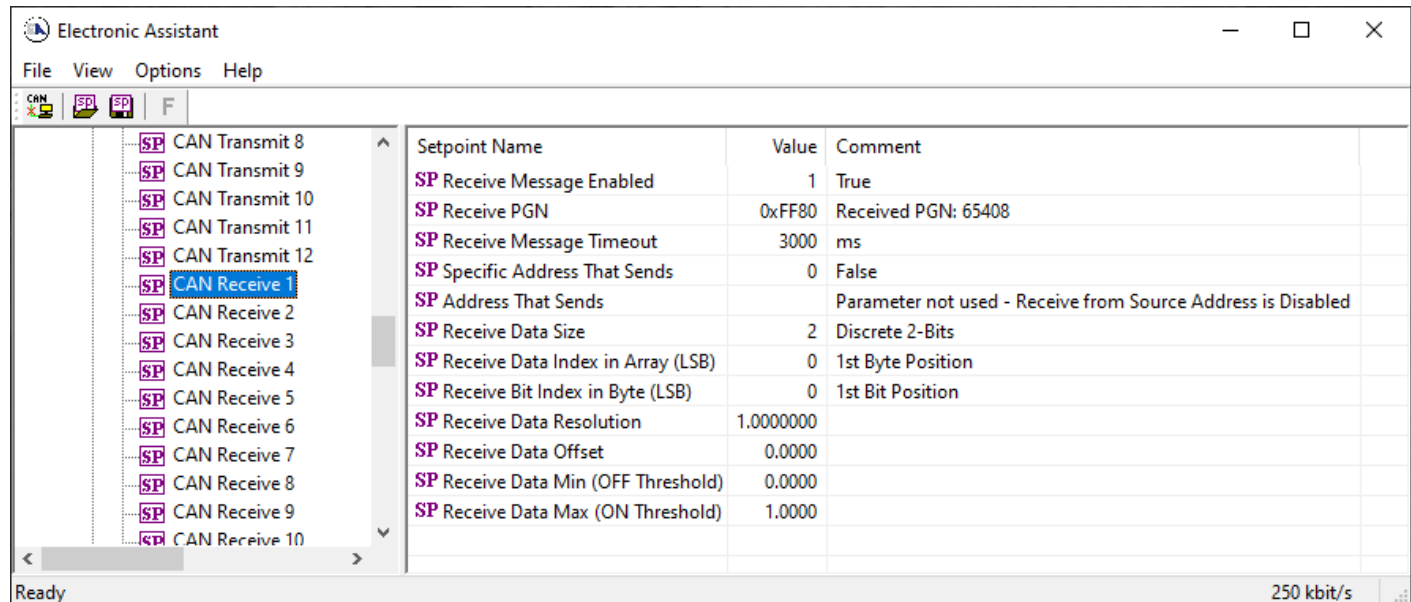 Electronic Assistant
File View Options Help
CAN SP SP F
SP CAN Transmit 8
SP CAN Transmit 9
SP CAN Transmit 10
SP CAN Transmit 11
SP CAN Transmit 12
SP CAN Receive 1
SP CAN Receive 2
SP CAN Receive 3
SP CAN Receive 4
SP CAN Receive 5
SP CAN Receive 6
SP CAN Receive 7
SP CAN Receive 8
SP CAN Receive 9
SP CAN Receive 10
Setpoint Name Value Comment
SP Receive Message Enabled 1 True
SP Receive PGN 0xFF80 Received PGN: 65408
SP Receive Message Timeout 3000 ms
SP Specific Address That Sends 0 False
SP Address That Sends Parameter not used - Receive from Source Address is Disabled
SP Receive Data Size 2 Discrete 2-Bits
SP Receive Data Index in Array (LSB) 0 1st Byte Position
SP Receive Bit Index in Byte (LSB) 0 1st Bit Position
SP Receive Data Resolution 1.0000000
SP Receive Data Offset 0.0000
SP Receive Data Min (OFF Threshold) 0.0000
SP Receive Data Max (ON Threshold) 1.0000
Ready 250 kbit/s